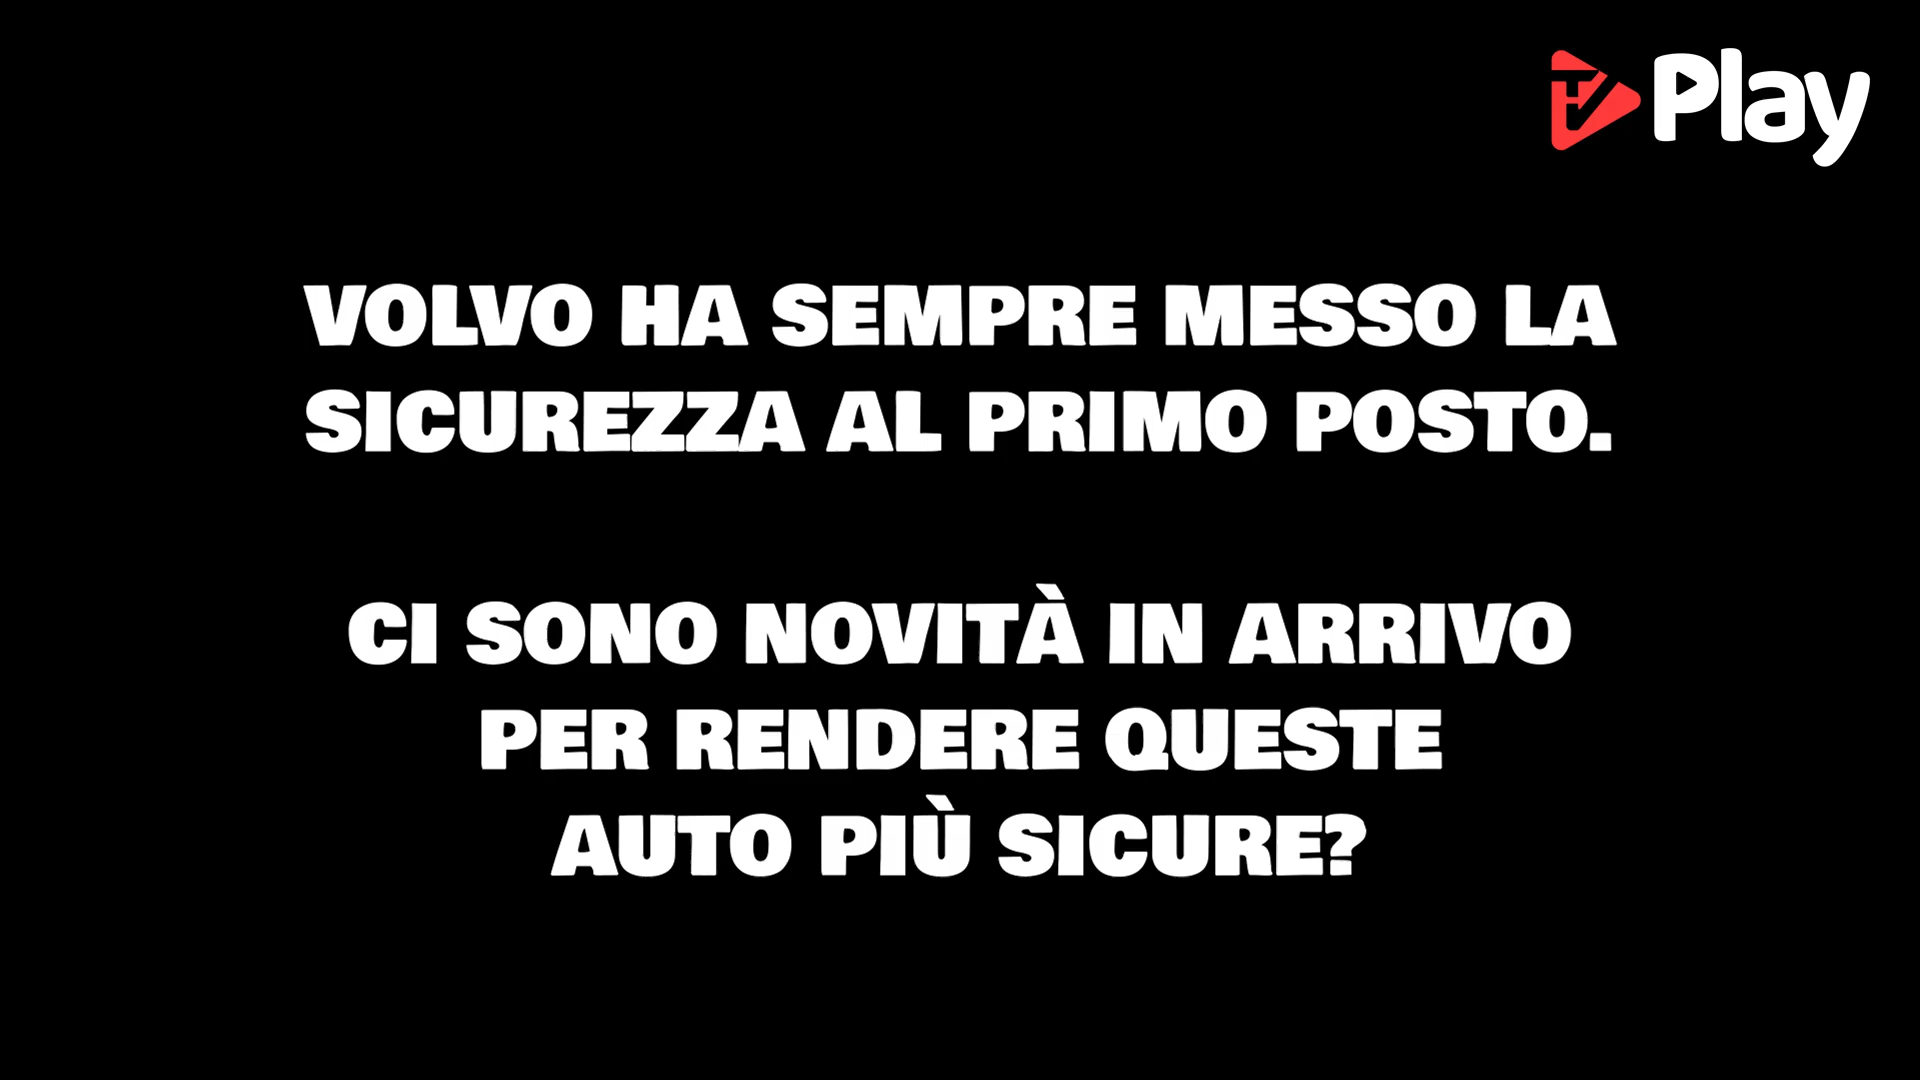 Play
VOLVO HA SEMPRE MESSO LA
SICUREZZA AL PRIMO POSTO.
CI SONO NOVITÀ IN ARRIVO
PER RENDERE QUESTE
AUTO PIÙ SICURE?